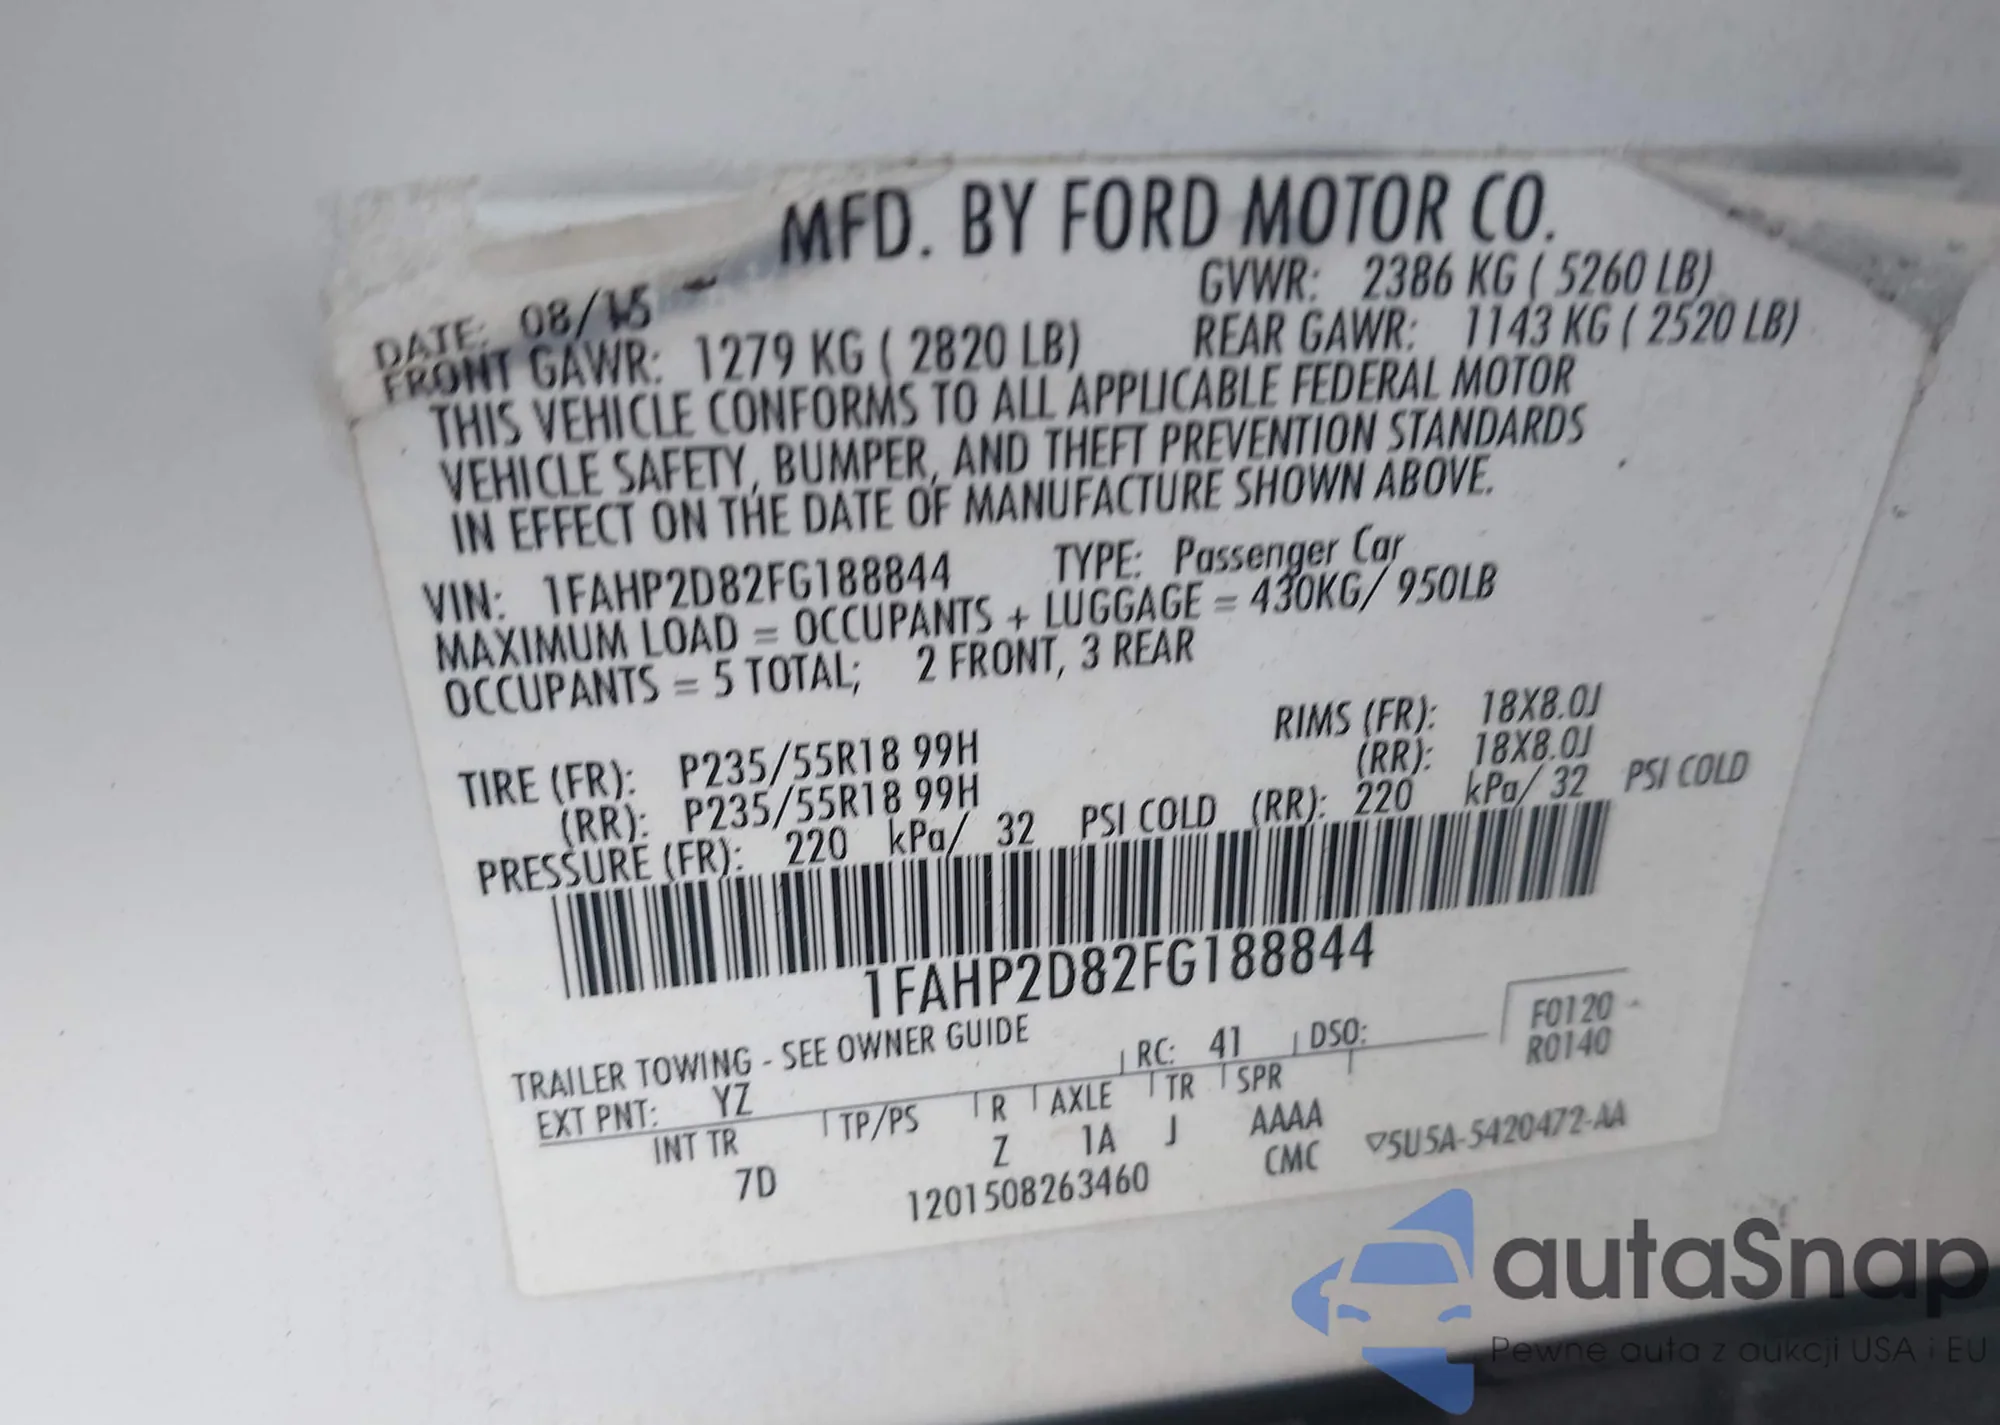 MFD. BY FORD MOTOR CO.
DATE: 08/15 GVWR: 2386 KG ( 5260 LB)
FRONT GAWR: 1279 KG ( 2820 LB) REAR GAWR: 1143 KG ( 2520 LB)
THIS VEHICLE CONFORMS TO ALL APPLICABLE FEDERAL MOTOR
VEHICLE SAFETY, BUMPER, AND THEFT PREVENTION STANDARDS
IN EFFECT ON THE DATE OF MANUFACTURE SHOWN ABOVE.
VIN: 1FAHP2D82FG188844 TYPE: Passenger Car
MAXIMUM LOAD = OCCUPANTS + LUGGAGE = 430KG/ 950LB
OCCUPANTS = 5 TOTAL; 2 FRONT, 3 REAR
TIRE (FR): P235/55R18 99H RIMS (FR): 18X8.0J
(RR): P235/55R18 99H (RR): 18X8.0J
PRESSURE (FR): 220 kPa/ 32 PSI COLD (RR): 220 kPa/ 32 PSI COLD
1FAHP2D82FG188844
TRAILER TOWING - SEE OWNER GUIDE F0120
EXT PNT: YZ RC: 41 DSO: R0140
INT TR TP/PS R AXLE TR SPR
7D Z 1A J AAAA
1201508263460 CMC ▽5U5A-5420472-AA
autaSnap
Pewne auta z aukcji USA i EU